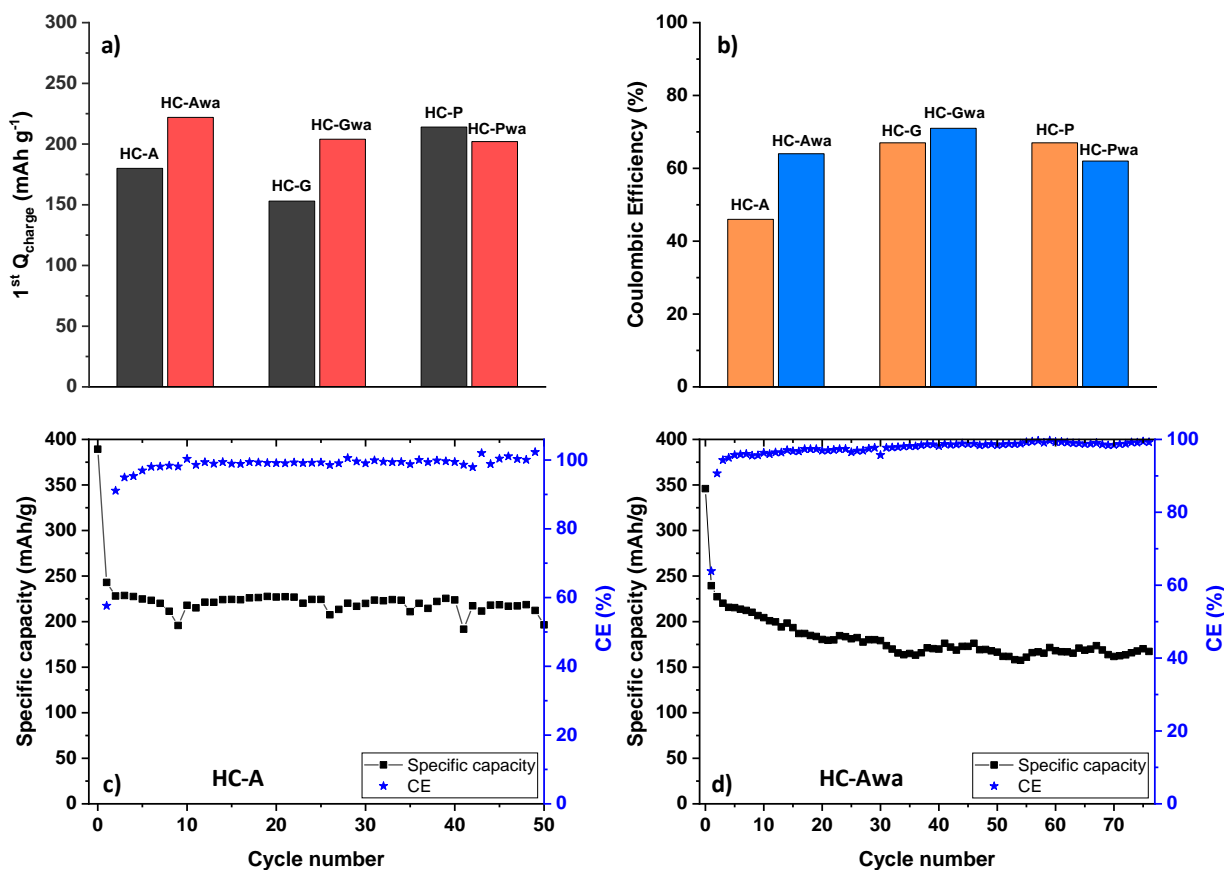 a)
300
250
200
150
100
50
0
1st Qcharge (mAh g-1)
HC-A
HC-Awa
HC-G
HC-Gwa
HC-P
HC-Pwa
b)
100
80
60
40
20
0
Coulombic Efficiency (%)
HC-A
HC-Awa
HC-G
HC-Gwa
HC-P
HC-Pwa
400
350
300
250
200
150
100
50
0
Specific capacity (mAh/g)
100
80
60
40
20
0
CE (%)
c)
HC-A
Specific capacity
CE
0 10 20 30 40 50
Cycle number
400
350
300
250
200
150
100
50
0
Specific capacity (mAh/g)
100
80
60
40
20
0
CE (%)
d)
HC-Awa
Specific capacity
CE
0 10 20 30 40 50 60 70
Cycle number